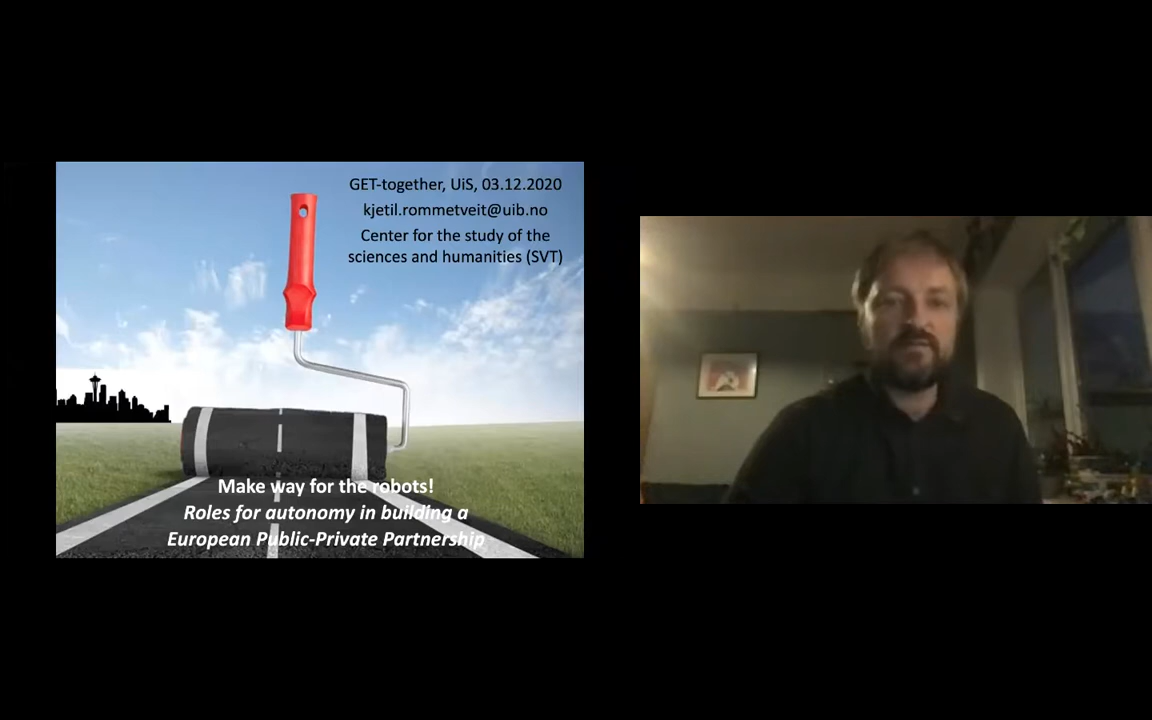 GET-together, UiS, 03.12.2020
kjetil.rommetveit@uib.no
Center for the study of the
sciences and humanities (SVT)
Make way for the robots!
Roles for autonomy in building a
European Public-Private Partnership